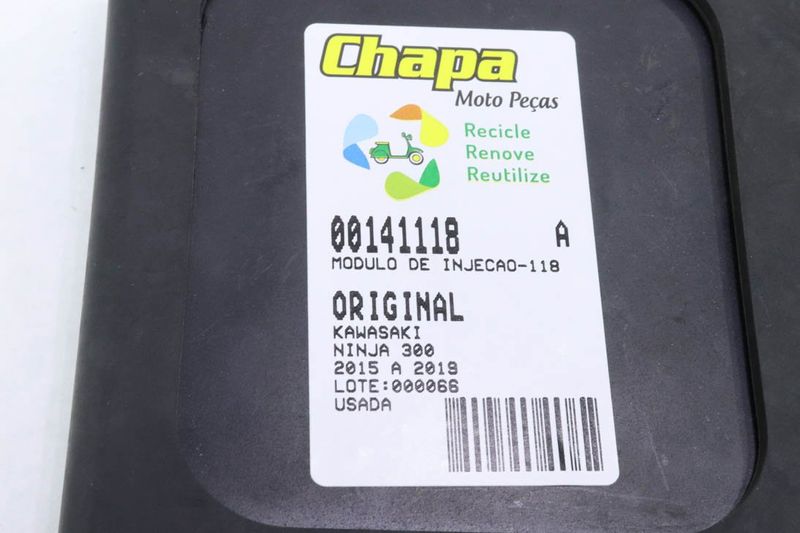 Chapa
Moto Peças
Recicle
Renove
Reutilize
00141118 A
MODULO DE INJECAO-118
ORIGINAL
KAWASAKI
NINJA 300
2015 A 2019
LOTE:000066
USADA